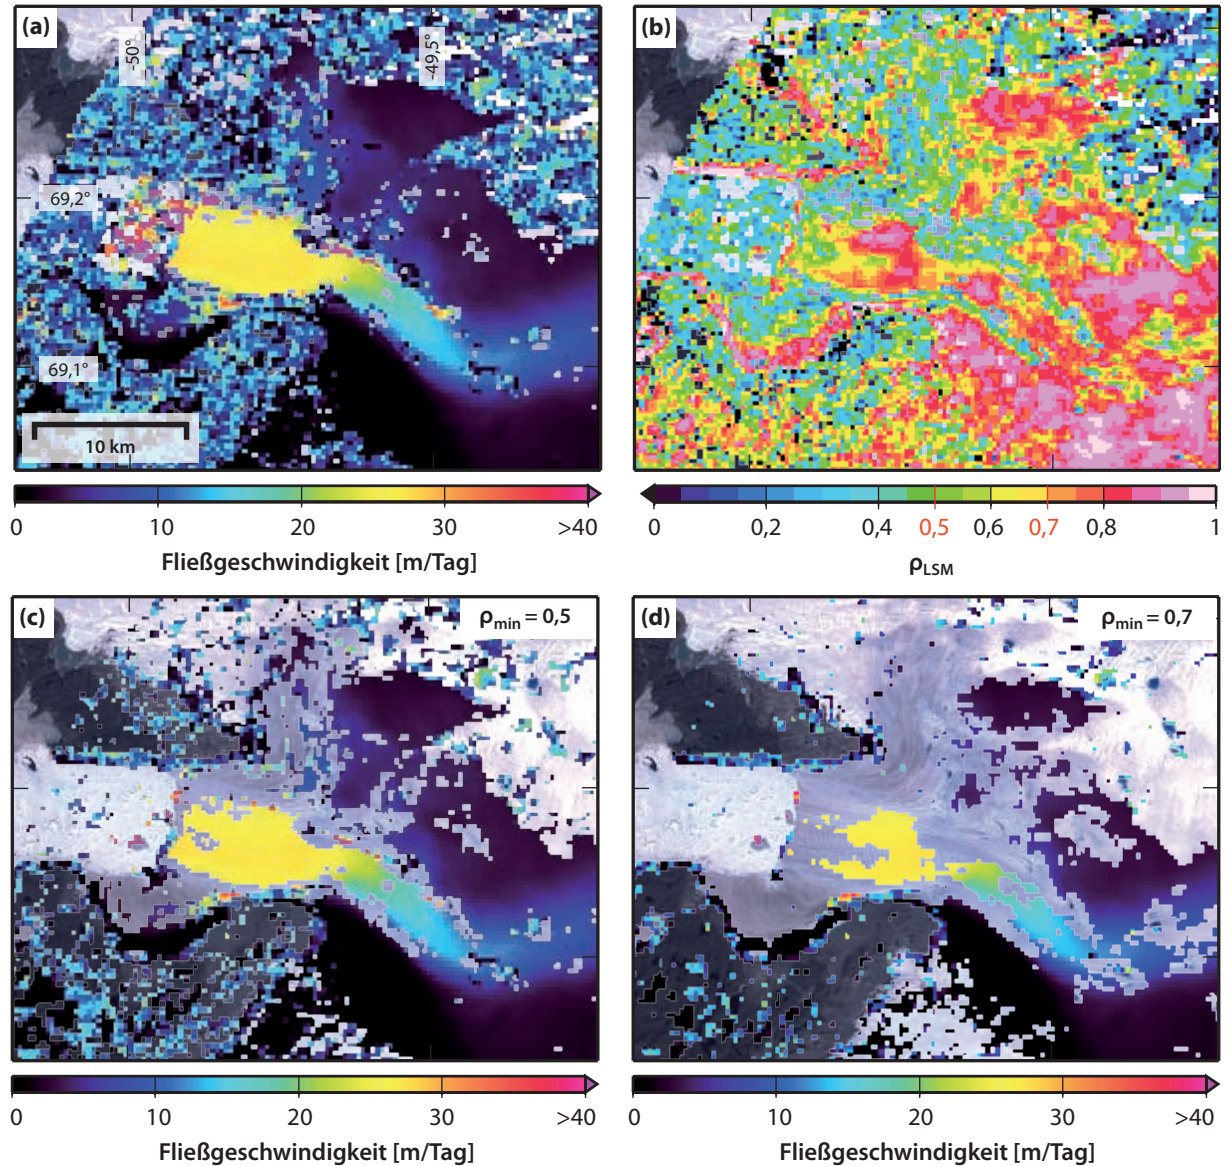 (a)
-50°
-49,5°
69,2°
69,1°
10 km
0 10 20 30 >40
Fließgeschwindigkeit [m/Tag]
(b)
0 0,2 0,4 0,5 0,6 0,7 0,8 1
ρLSM
(c)
ρmin = 0,5
0 10 20 30 >40
Fließgeschwindigkeit [m/Tag]
(d)
ρmin = 0,7
0 10 20 30 >40
Fließgeschwindigkeit [m/Tag]